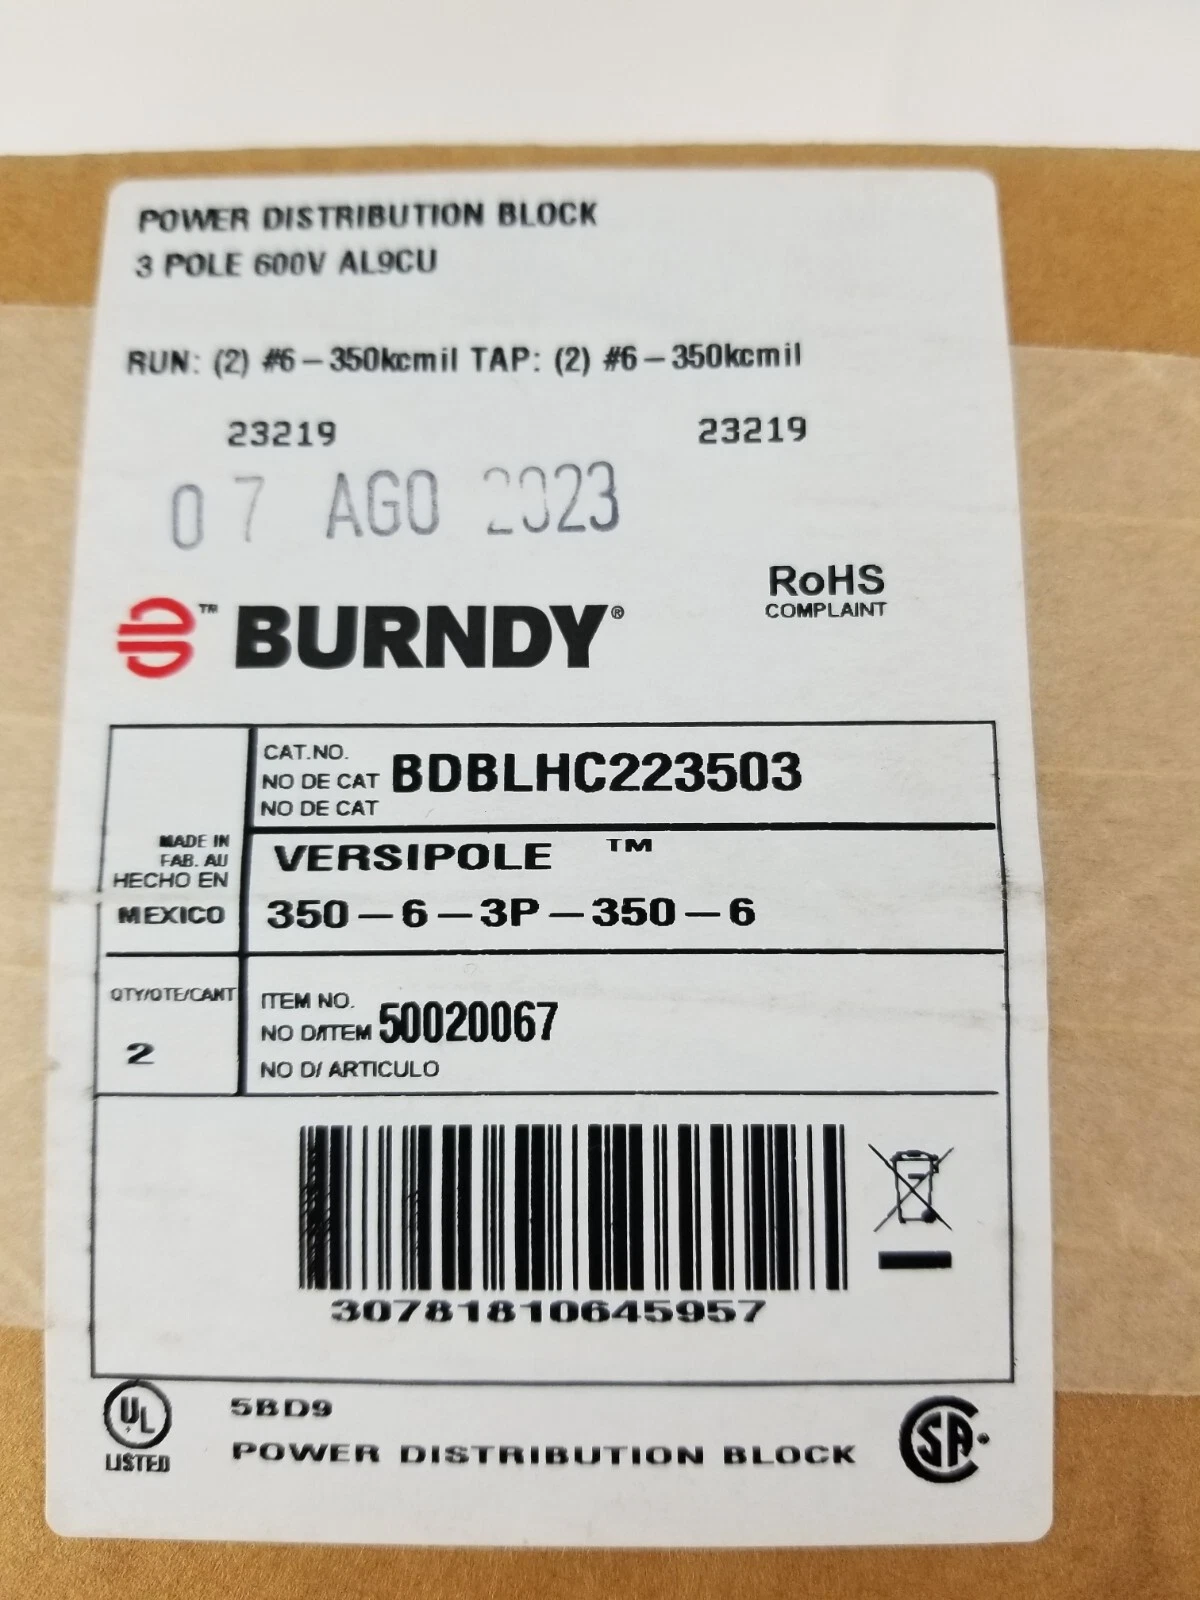 POWER DISTRIBUTION BLOCK
3 POLE 600V AL9CU
RUN: (2) #6-350kcmil TAP: (2) #6-350kcmil
23219 23219
07 AGO 2023
RoHS
COMPLAINT
™ BURNDY®
CAT.NO.
NO DE CAT BDBLHC223503
NO DE CAT
MADE IN
FAB. AU
HECHO EN
MEXICO
VERSIPOLE ™
350-6-3P-350-6
QTY/QTE/CANT
2
ITEM NO.
NO D/ITEM 50020067
NO D/ ARTICULO
30781810645957
UL
LISTED
5BD9
POWER DISTRIBUTION BLOCK
SA